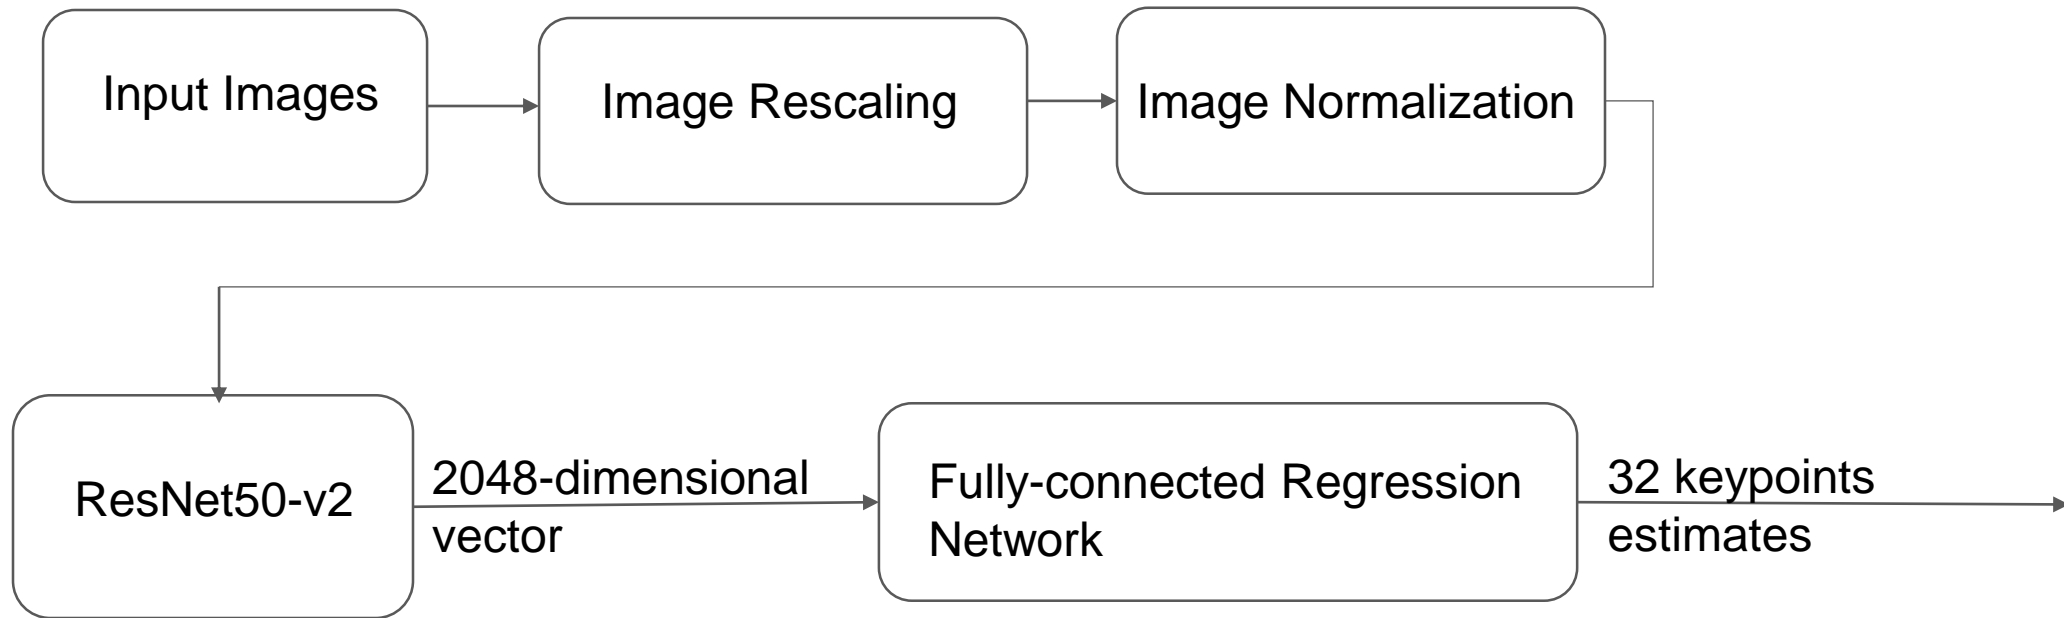 Input Images
Image Rescaling
Image Normalization
ResNet50-v2
2048-dimensional
vector
Fully-connected Regression
Network
32 keypoints
estimates